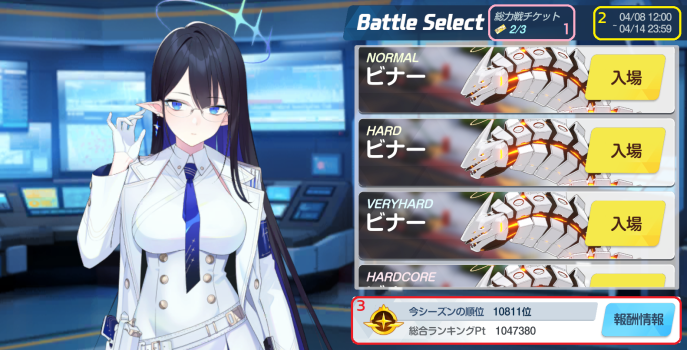 Battle Select
総力戦チケット
2/3
1
2
04/08 12:00
- 04/14 23:59
NORMAL
ビナー
入場
HARD
ビナー
入場
VERYHARD
ビナー
入場
HARDCORE
3
今シーズンの順位 10811位
総合ランキングPt 1047380
報酬情報